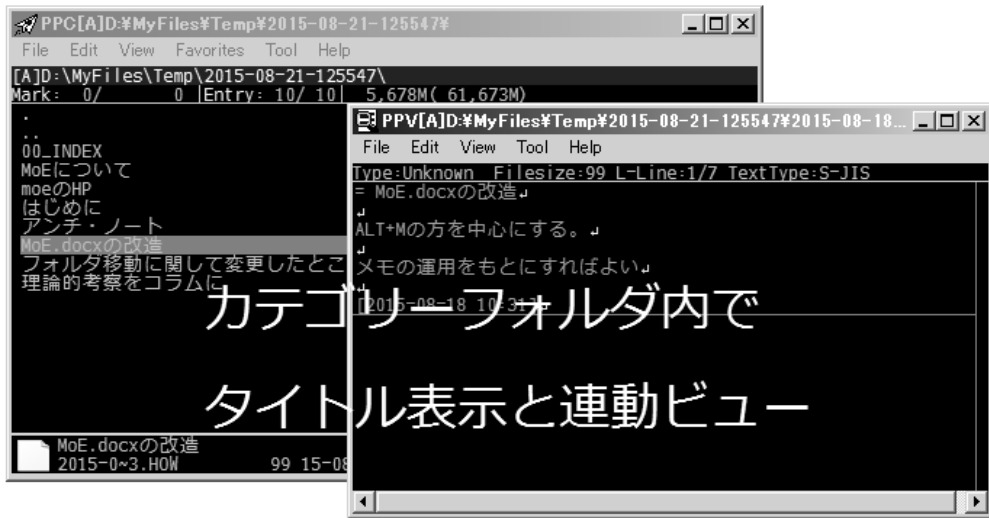 PPC[A]D:¥MyFiles¥Temp¥2015-08-21-125547¥
File Edit View Favorites Tool Help
[A]D:\MyFiles\Temp\2015-08-21-125547\
Mark: 0/ 0 |Entry: 10/ 10| 5,678M( 61,673M)
.
..
00_INDEX
MoEについて
moeのHP
はじめに
アンチ・ノート
MoE.docxの改造
フォルダ移動に関して変更したとこ
理論的考察をコラムに
MoE.docxの改造
2015-0~3.HOW 99 15-08
PPV[A]D:¥MyFiles¥Temp¥2015-08-21-125547¥2015-08-18...
File Edit View Tool Help
Type:Unknown Filesize:99 L-Line:1/7 TextType:S-JIS
= MoE.docxの改造↲
↲
ALT+Mの方を中心にする。↲
↲
メモの運用をもとにすればよい↲
↲
[2015-08-18 10:31]↲
カテゴリーフォルダ内で
タイトル表示と連動ビュー